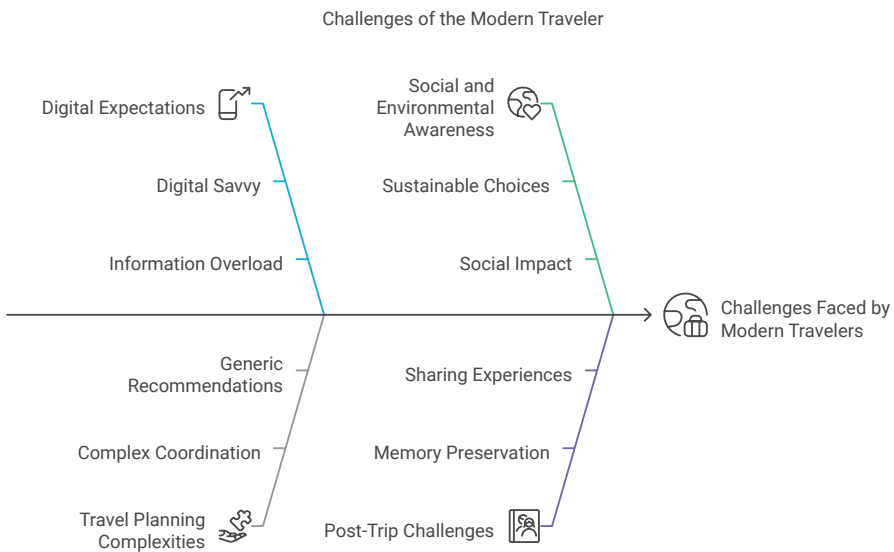 Challenges of the Modern Traveler
Digital Expectations
Digital Savvy
Information Overload
Social and
Environmental
Awareness
Sustainable Choices
Social Impact
Challenges Faced by
Modern Travelers
Generic
Recommendations
Complex Coordination
Travel Planning
Complexities
Sharing Experiences
Memory Preservation
Post-Trip Challenges